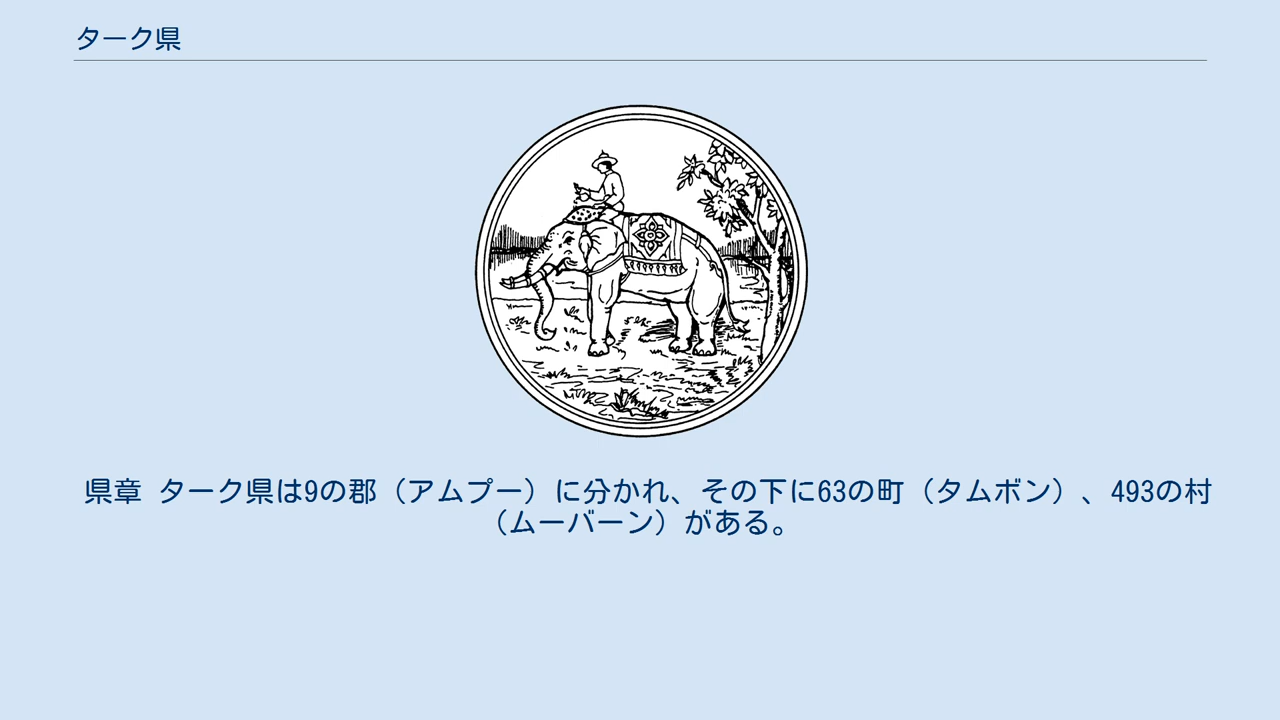 ターク県
県章 ターク県は9の郡（アムプー）に分かれ、その下に63の町（タムボン）、493の村
（ムーバーン）がある。